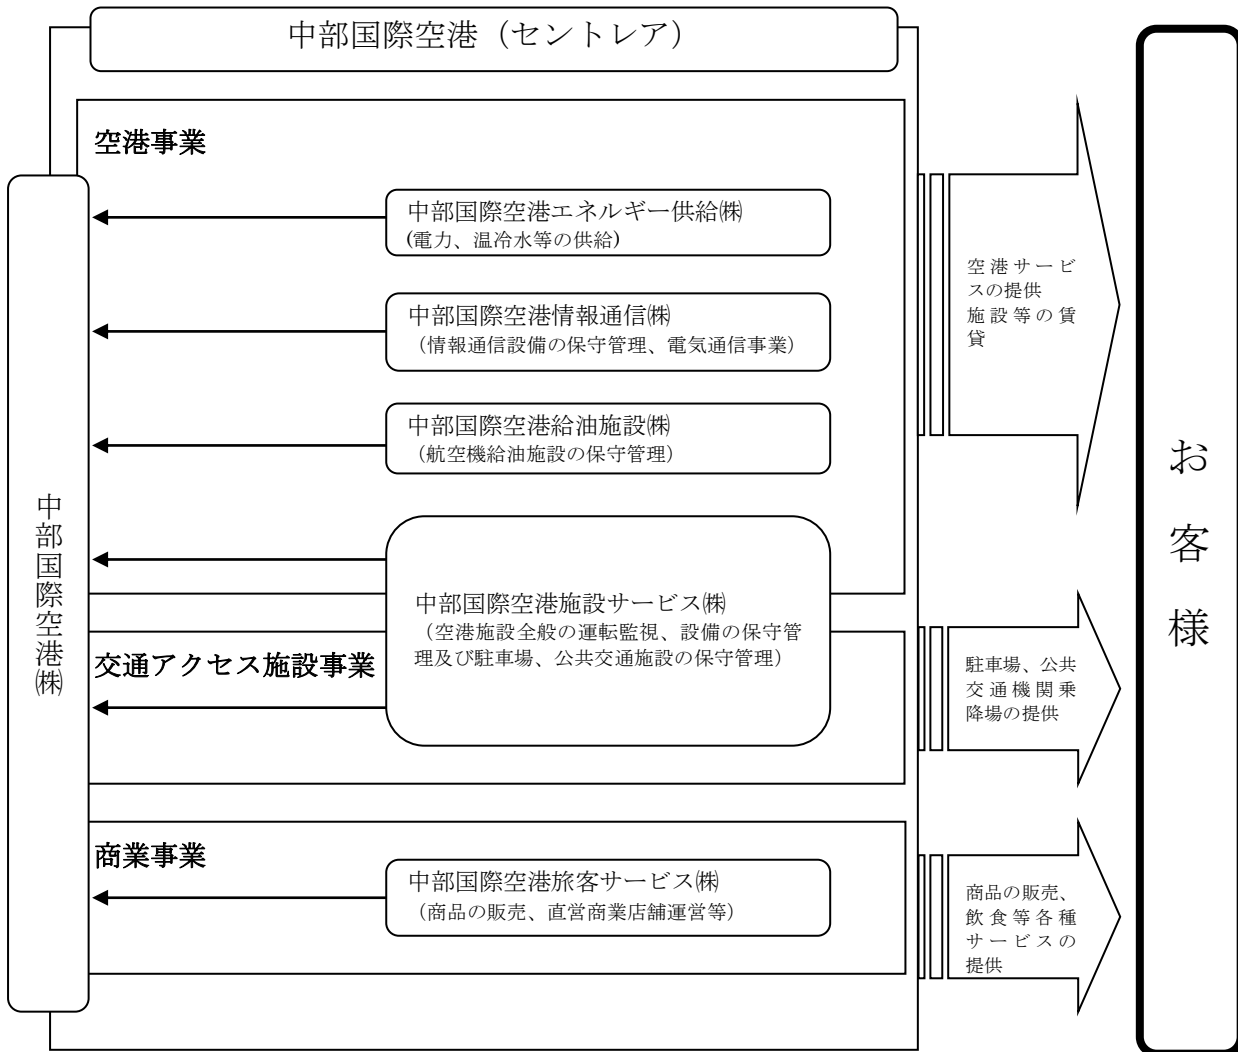 中部国際空港（セントレア）
空港事業
中部国際空港エネルギー供給㈱
(電力、温冷水等の供給)
中部国際空港情報通信㈱
（情報通信設備の保守管理、電気通信事業）
中部国際空港給油施設㈱
（航空機給油施設の保守管理）
中部国際空港施設サービス㈱
（空港施設全般の運転監視、設備の保守管
理及び駐車場、公共交通施設の保守管理）
交通アクセス施設事業
商業事業
中部国際空港旅客サービス㈱
（商品の販売、直営商業店舗運営等）
中部国際空港㈱
空港サービ
スの提供
施設等の賃
貸
駐車場、公共
交通機関乗
降場の提供
商品の販売、
飲食等各種
サービスの
提供
お客様